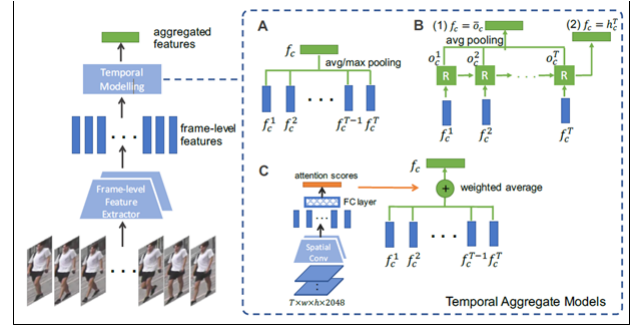 aggregated
features
Temporal
Modelling
frame-level
features
Frame-level
Feature
Extractor
A
f_c
avg/max pooling
f_c^1 f_c^2 f_c^{T-1} f_c^T
B
(1) f_c = o̅_c
(2) f_c = h_c^T
avg pooling
o_c^1 o_c^2 o_c^T
R R R
f_c^1 f_c^2 f_c^T
C
attention scores
FC layer
Spatial
Conv
T×w×h×2048
f_c
+ weighted average
f_c^1 f_c^2 f_c^{T-1} f_c^T
Temporal Aggregate Models